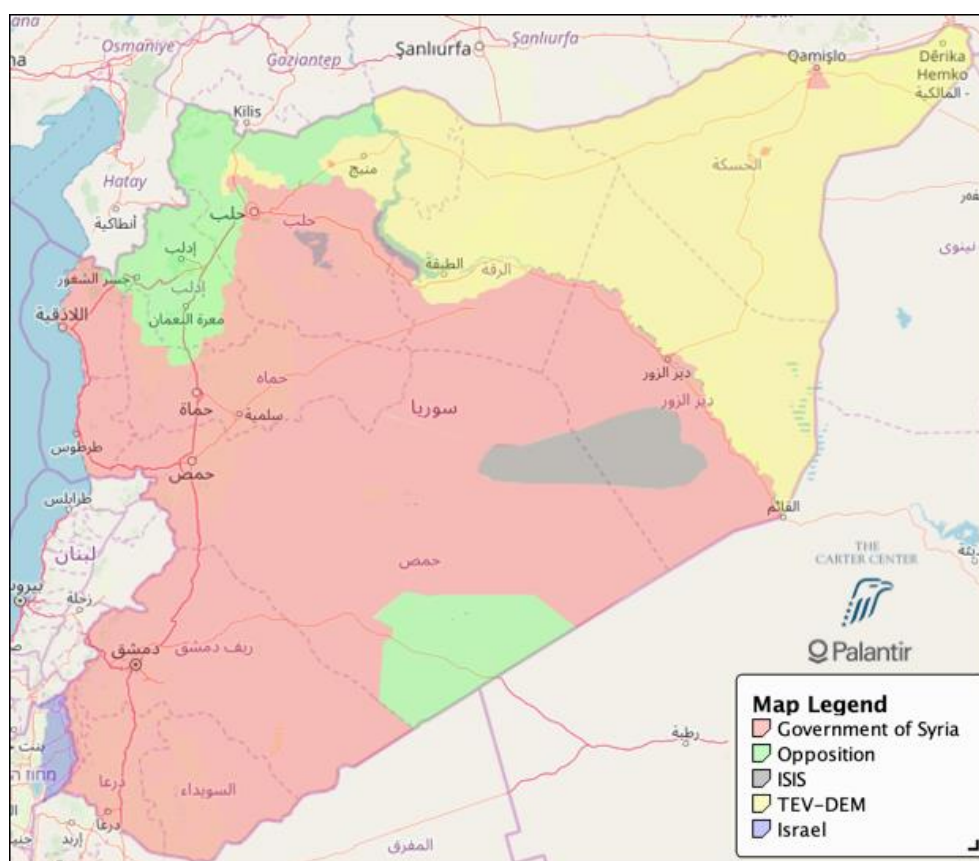 Osmaniye
Gaziantep
Şanlıurfa
Şanlıurfa
Qamişlo
Dêrika
Hemko
- المالكية
Kilis
Hatay
أنطاكية
منبج
الحسكة
حلب
حلب
إدلب
إدلب
جسر الشغور
معرة النعمان
الطبقة
الرقة
نينوى
اللاذقية
دير الزور
دير الزور
حماه
حماة
سلمية
سوريا
طرطوس
حمص
القائم
طرابلس
لبنان
حمص
زحلة
دمشق
ريف دمشق
رطبة
بنت
درعا
درعا
السويداء
إربد
المفرق
THE
CARTER CENTER
Palantir
Map Legend
Government of Syria
Opposition
ISIS
TEV-DEM
Israel